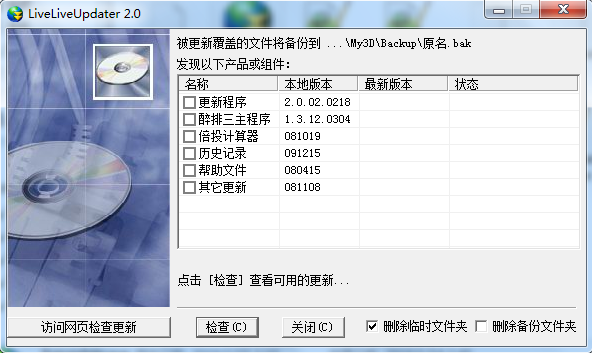 LiveLiveUpdater 2.0
被更新覆盖的文件将备份到 ...\My3D\Backup\原名.bak
发现以下产品或组件:
名称 本地版本 最新版本 状态
更新程序 2.0.02.0218
醉排三主程序 1.3.12.0304
倍投计算器 081019
历史记录 091215
帮助文件 080415
其它更新 081108
点击 [检查] 查看可用的更新...
访问网页检查更新 检查(C) 关闭(C) 删除临时文件夹 删除备份文件夹